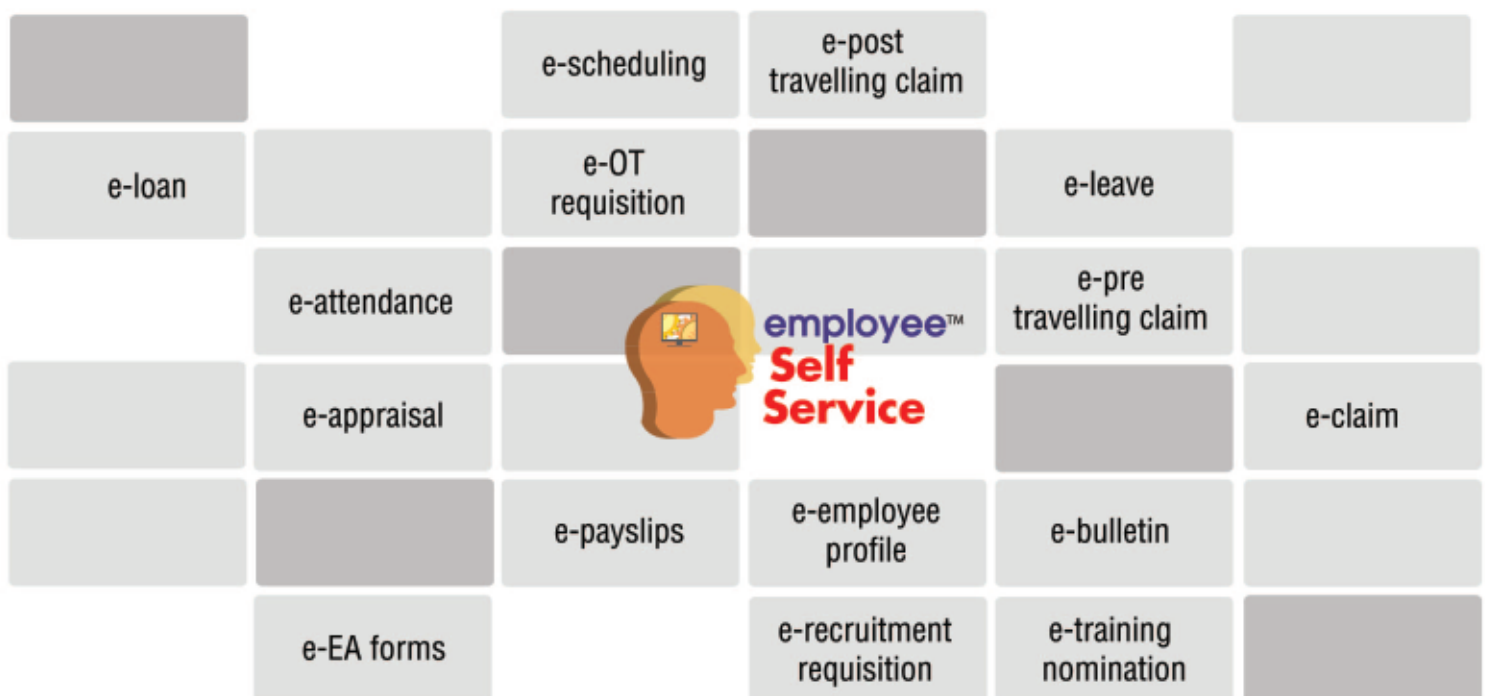 e-scheduling
e-post
travelling claim
e-loan
e-OT
requisition
e-leave
e-attendance
employee™
Self
Service
e-pre
travelling claim
e-appraisal
e-claim
e-payslips
e-employee
profile
e-bulletin
e-EA forms
e-recruitment
requisition
e-training
nomination